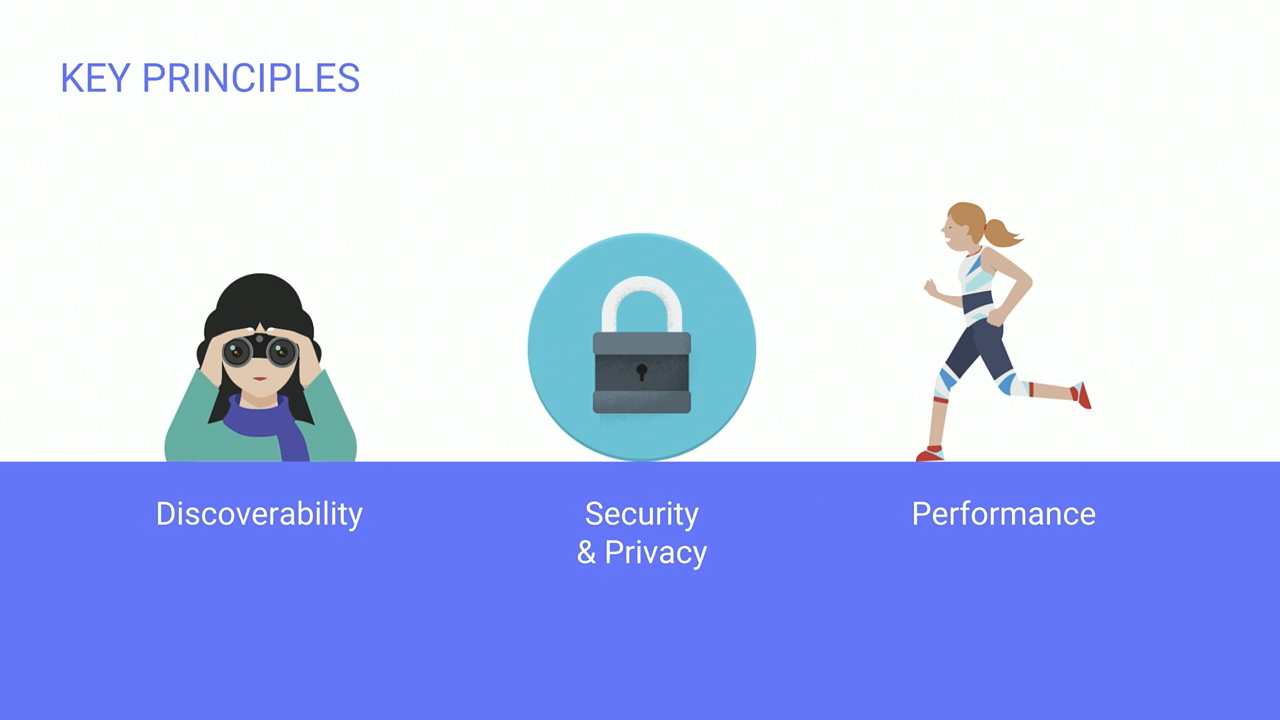 KEY PRINCIPLES
Discoverability
Security
& Privacy
Performance